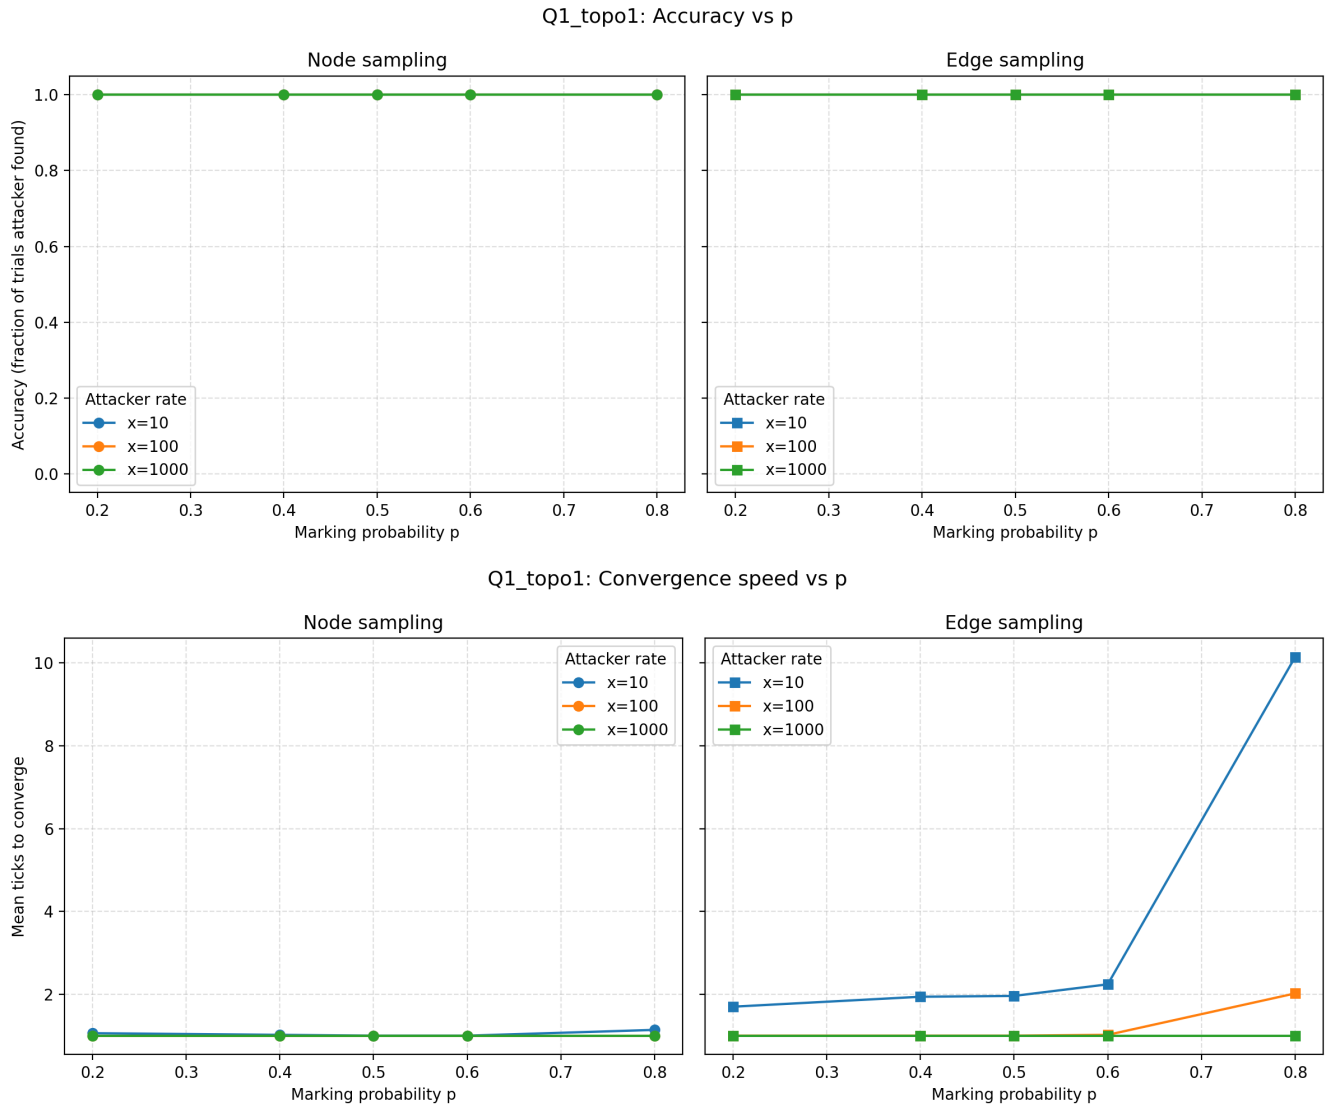 Q1_topo1: Accuracy vs p
Node sampling
Accuracy (fraction of trials attacker found)
1.0
0.8
0.6
0.4
0.2
0.0
Attacker rate
x=10
x=100
x=1000
0.2 0.3 0.4 0.5 0.6 0.7 0.8
Marking probability p
Edge sampling
Attacker rate
x=10
x=100
x=1000
0.2 0.3 0.4 0.5 0.6 0.7 0.8
Marking probability p
Q1_topo1: Convergence speed vs p
Node sampling
Mean ticks to converge
10
8
6
4
2
Attacker rate
x=10
x=100
x=1000
0.2 0.3 0.4 0.5 0.6 0.7 0.8
Marking probability p
Edge sampling
Attacker rate
x=10
x=100
x=1000
0.2 0.3 0.4 0.5 0.6 0.7 0.8
Marking probability p